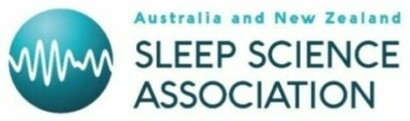 Australia and New Zealand
SLEEP SCIENCE
ASSOCIATION